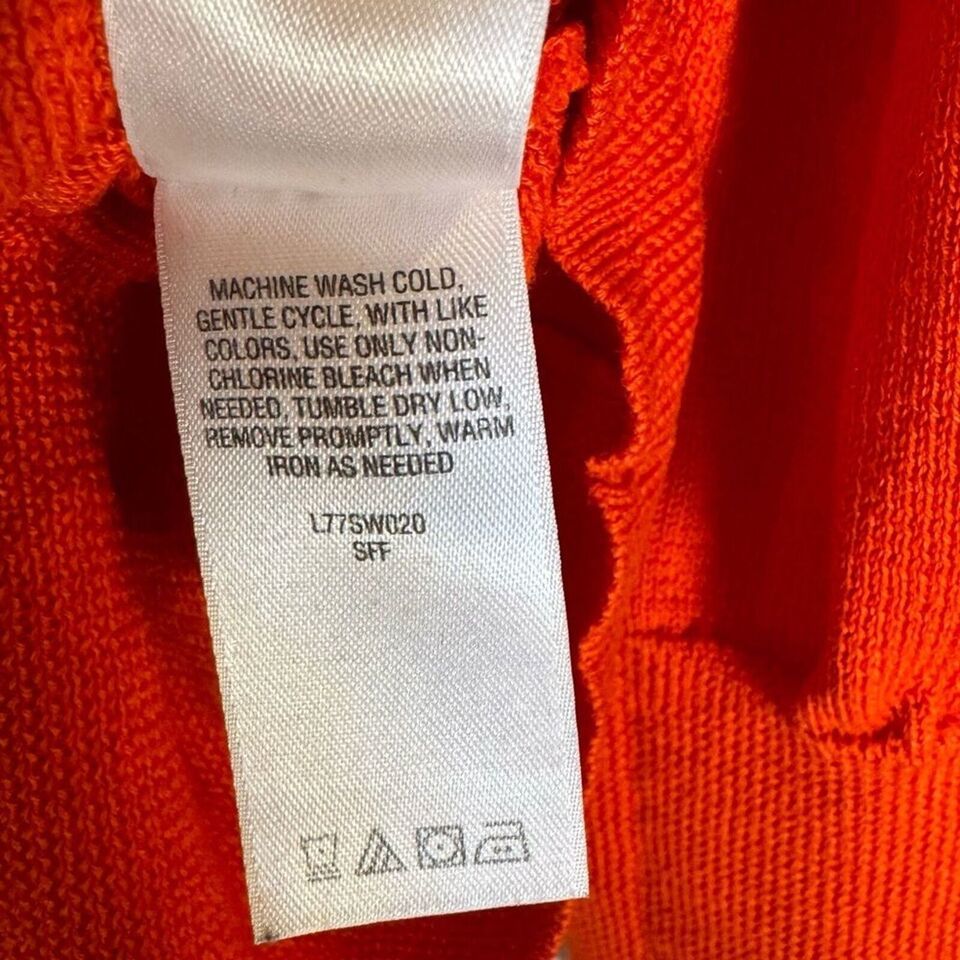 MACHINE WASH COLD,
GENTLE CYCLE, WITH LIKE
COLORS, USE ONLY NON-
CHLORINE BLEACH WHEN
NEEDED, TUMBLE DRY LOW,
REMOVE PROMPTLY, WARM
IRON AS NEEDED
L77SW020
SFF